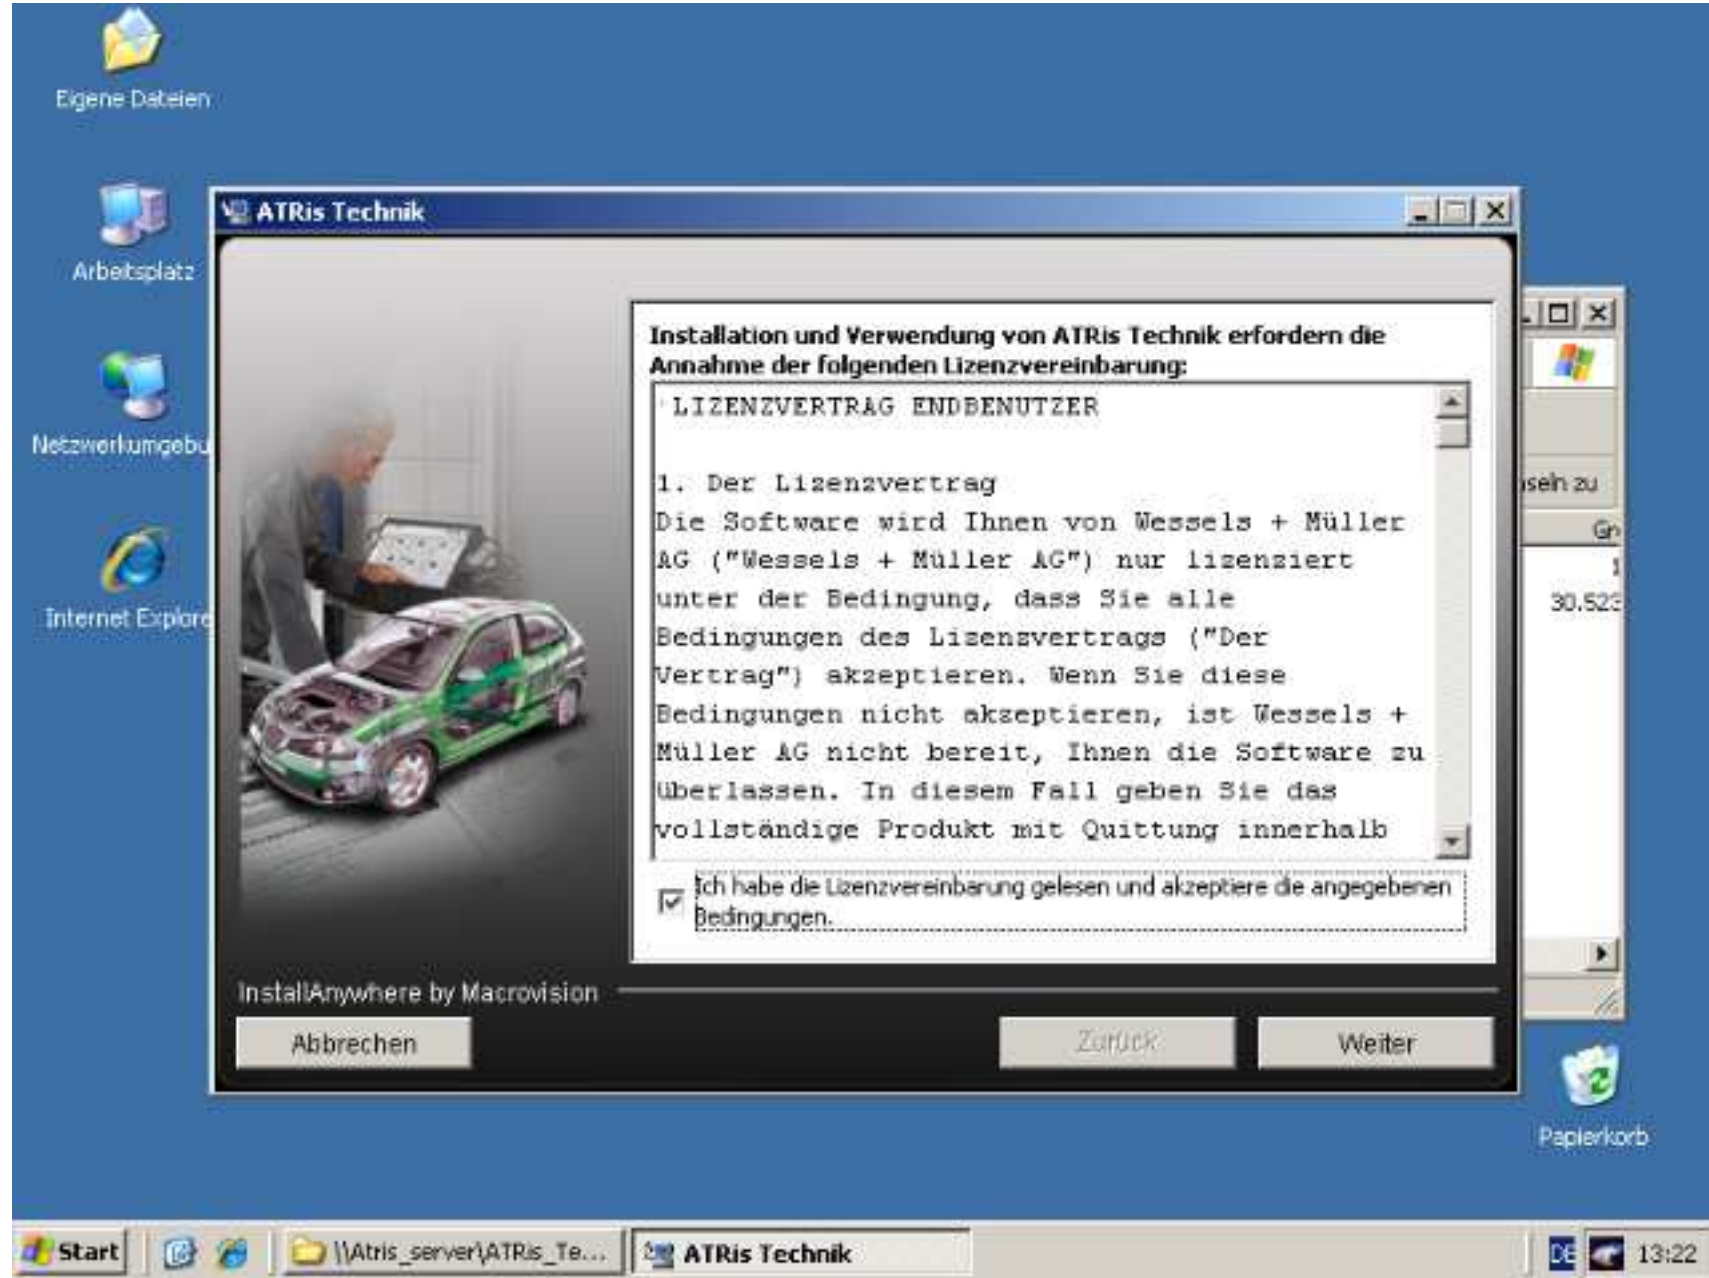 Eigene Dateien
Arbeitsplatz
Netzwerkumgebu
Internet Explore
ATRis Technik
Installation und Verwendung von ATRis Technik erfordern die
Annahme der folgenden Lizenzvereinbarung:
LIZENZVERTRAG ENDBENUTZER
1. Der Lizenzvertrag
Die Software wird Ihnen von Wessels + Müller
AG ("Wessels + Müller AG") nur lizenziert
unter der Bedingung, dass Sie alle
Bedingungen des Lizenzvertrags ("Der
Vertrag") akzeptieren. Wenn Sie diese
Bedingungen nicht akzeptieren, ist Wessels +
Müller AG nicht bereit, Ihnen die Software zu
überlassen. In diesem Fall geben Sie das
vollständige Produkt mit Quittung innerhalb
Ich habe die Lizenzvereinbarung gelesen und akzeptiere die angegebenen
Bedingungen.
InstallAnywhere by Macrovision
Abbrechen
Zurück
Weiter
seln zu
30.523
Papierkorb
Start
\\Atris_server\ATRis_Te...
ATRis Technik
DE
13:22